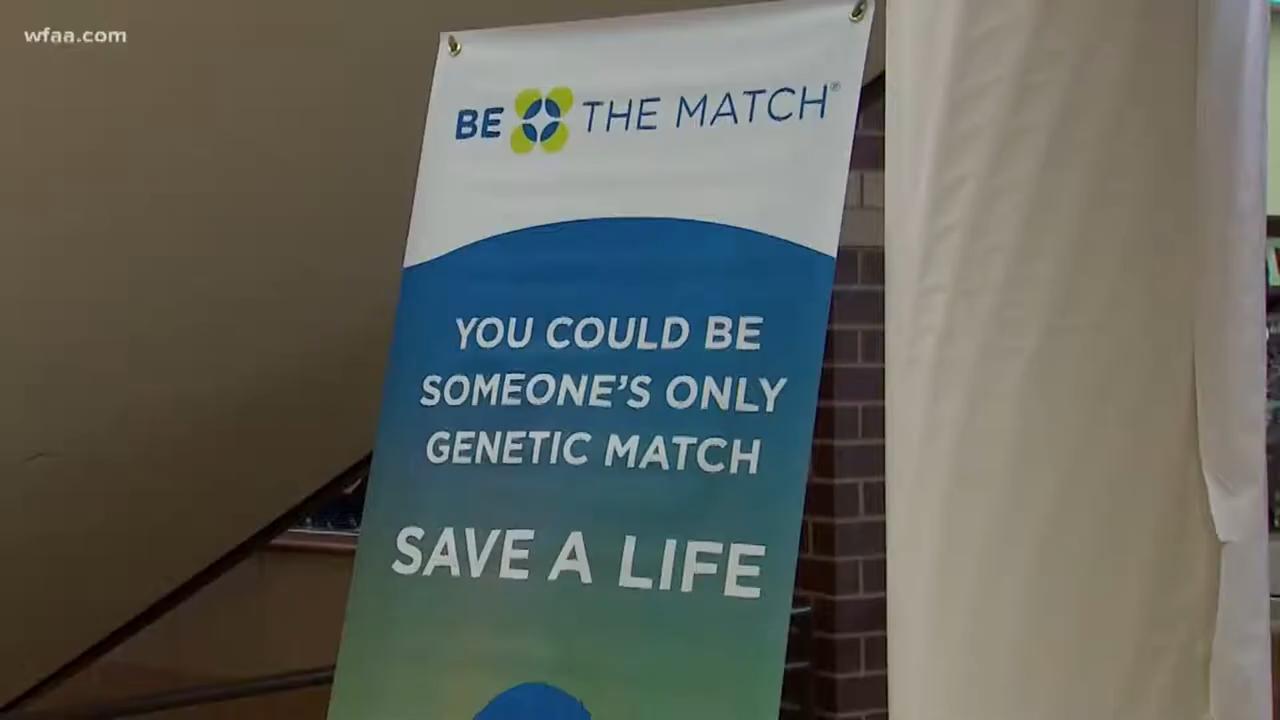 wfaa.com
BE THE MATCH®
YOU COULD BE
SOMEONE'S ONLY
GENETIC MATCH
SAVE A LIFE